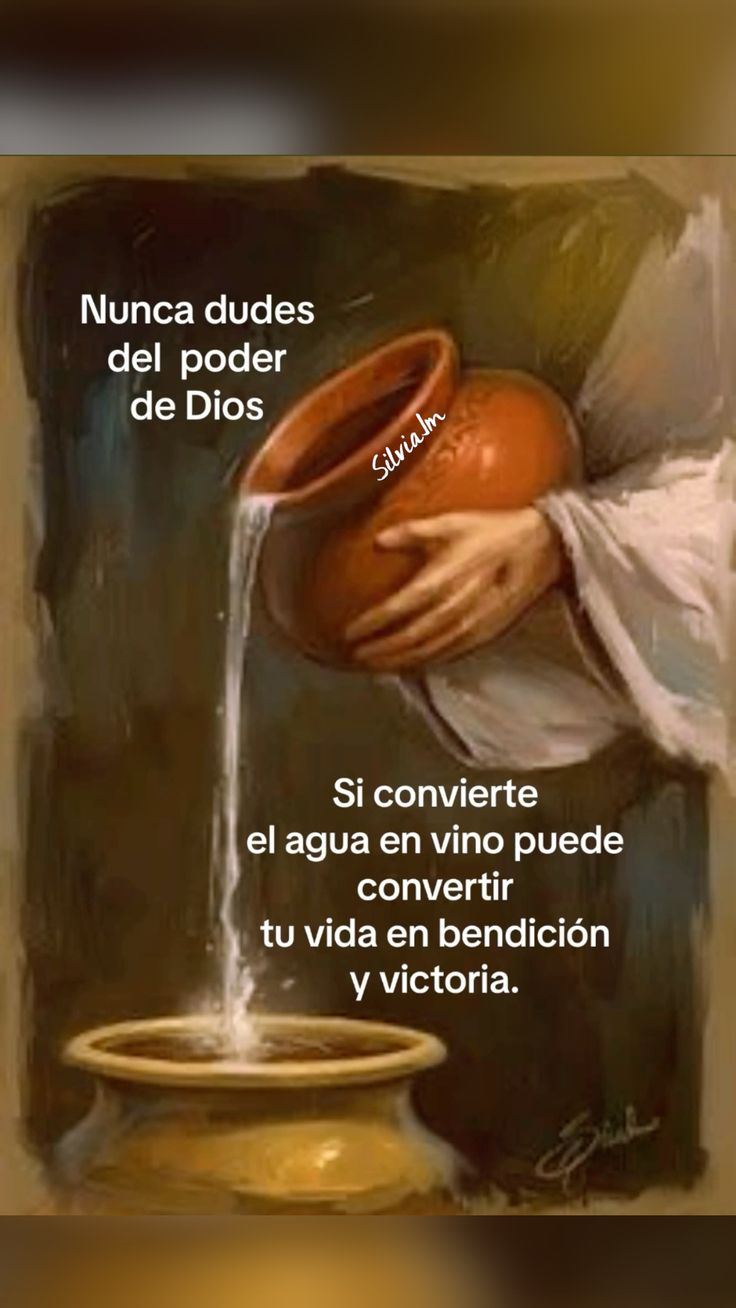 Nunca dudes
del poder
de Dios
SilviaJm
Si convierte
el agua en vino puede
convertir
tu vida en bendición
y victoria.